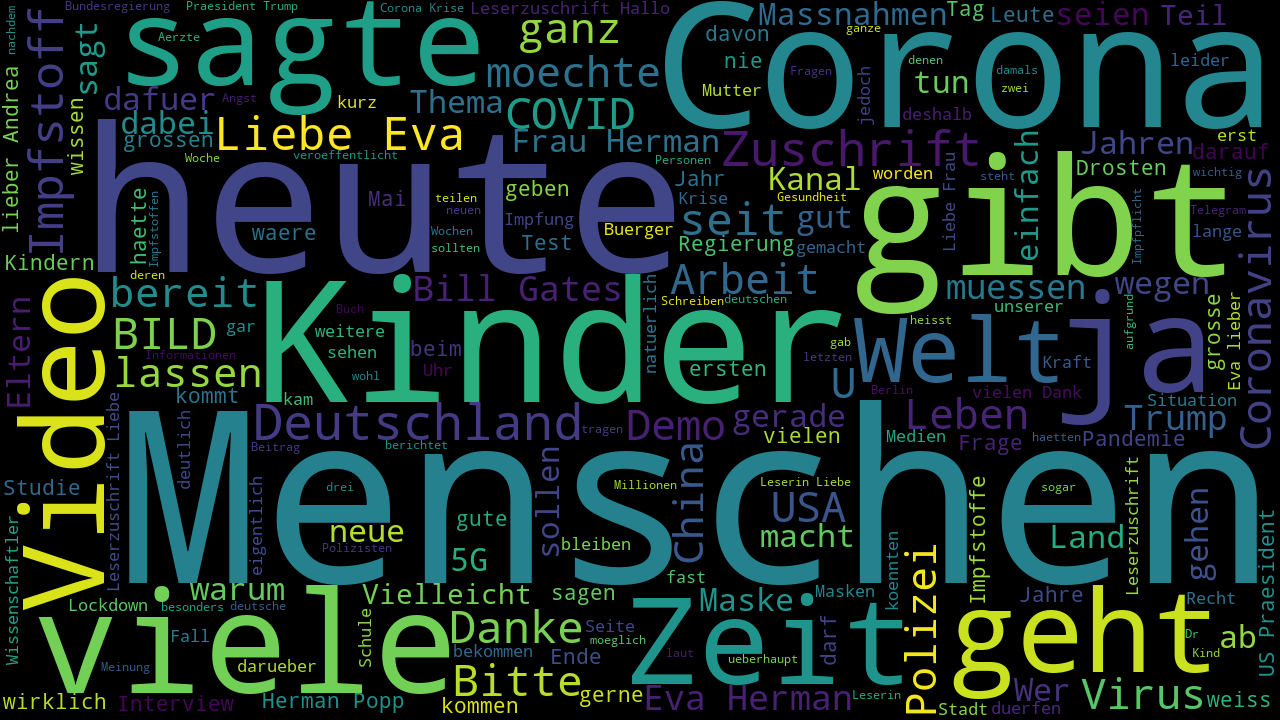 Bundesregierung
Praesident Trump
Corona Krise
Leserzuschrift Hallo
Massnahmen
Tag
Leute
seien
Teil
nachdem
Impfstoff
sagt
Aerzte
sagte
ganz
Corona
davon
ganze
nie
denen
damals
leider
moechte
Fragen
zwei
tun
Mutter
jedoch
deshalb
lieber Andrea
wissen
dafuer
Angst
kurz
Thema
COVID
dabei
grossen
Liebe Eva
Frau Herman
Zuschrift
einfach
Jahren
erst
darauf
Woche
veroeffentlicht
Personen
Drosten
wichtig
heute
Jahr
Kanal
worden
steht
gibt
Mai
teilen
neuen
geben
Krise
Gesundheit
Liebe Frau
Impfpflicht
Telegram
haette
Impfstoffen
waere
Wochen
sollten
Impfung
Test
Buerger
seit
gut
Regierung
gemacht
lange
Coronavirus
Kindern
deren
Arbeit
muessen
wegen
Video
bereit
Bill Gates
natuerlich
Schreiben
deutschen
unserer
Eltern
BILD
gar
Buch
weitere
Kinder
gab
heisst
Welt
ja
aufgrund
grosse
Eva lieber
Informationen
sehen
beim
letzten
Kraft
lassen
wohl
Uhr
ersten
U
Berlin
vielen Dank
Situation
kommt
kam
Leserzuschrift Liebe
deutlich
Deutschland
tragen
Demo
gerade
Leben
Trump
Beitrag
berichtet
vielen
Medien
Frage
haetten
Pandemie
Menschen
Studie
drei
sollen
Millionen
China
Leserin Liebe
USA
sogar
Leserzuschrift
gehen
Wissenschaftler
eigentlich
neue
gute
5G
bleiben
macht
Impfstoffe
Land
Polizisten
fast
koennten
Polizei
US Praesident
warum
Vielleicht
sagen
Maske
Masken
Jahre
Recht
Lockdown
besonders
deutsche
viele
Schule
Danke
Seite
moeglich
Zeit
geht
Dr
Kind
ab
Fall
Meinung
darueber
bekommen
Ende
laut
ueberhaupt
darf
wirklich
Interview
Herman Popp
Bitte
kommen
gerne
Eva Herman
Leserin
Stadt
duerfen
Wer
Virus
weiss